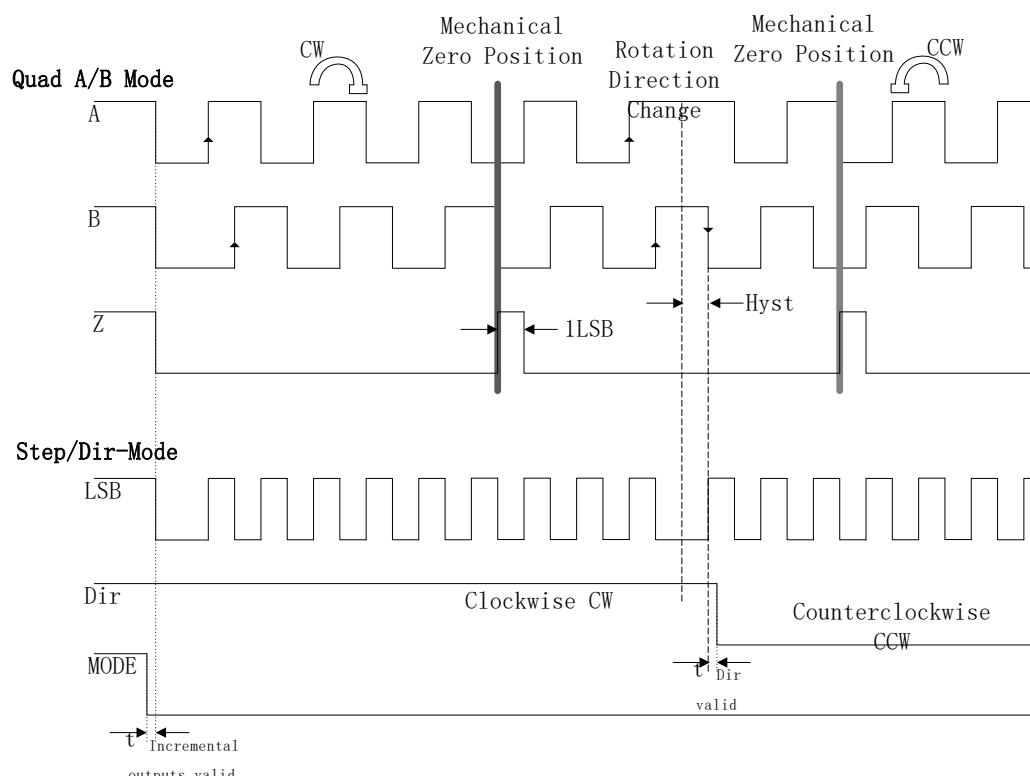 Mechanical
Zero Position
Mechanical
Zero Position
CW
Rotation
Direction
Change
CCW
Quad A/B Mode
A
B
Hyst
Z
1LSB
Step/Dir-Mode
LSB
Dir
Clockwise CW
Counterclockwise
CCW
MODE
t Dir
valid
t Incremental
outputs valid